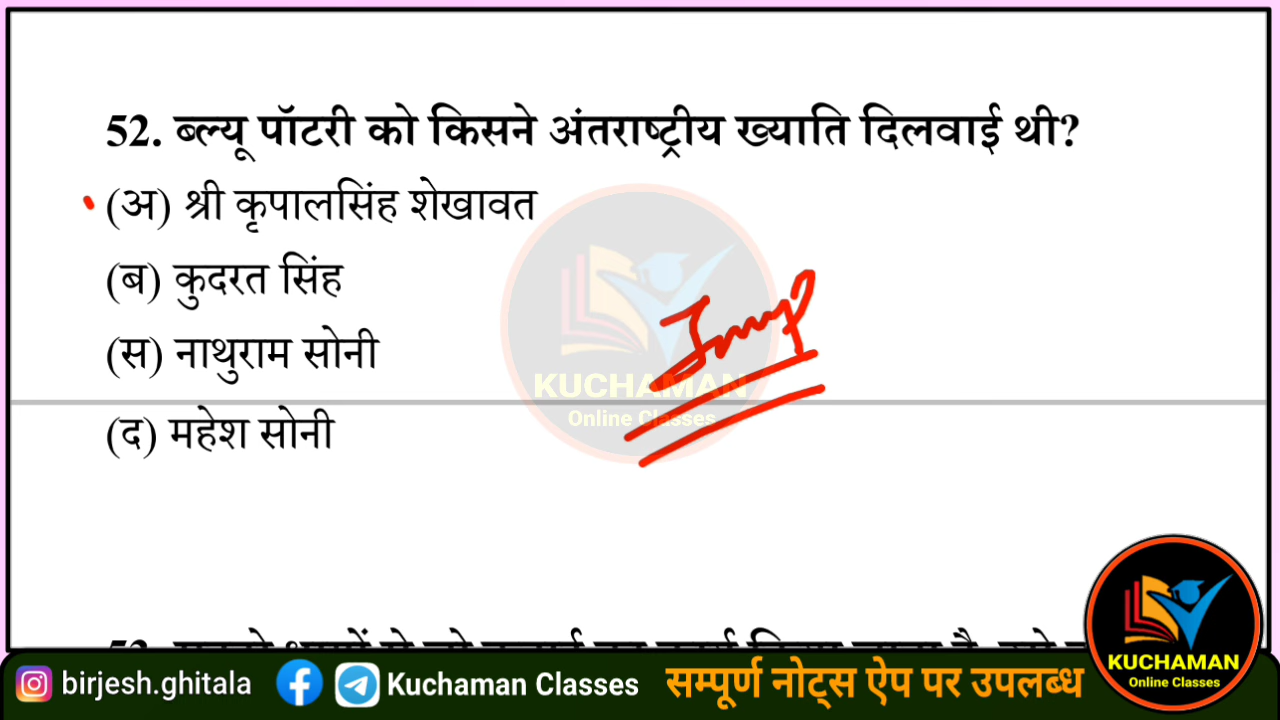 52. ब्ल्यू पॉटरी को किसने अंतराष्ट्रीय ख्याति दिलवाई थी?
(अ) श्री कृपालसिंह शेखावत
(ब) कुदरत सिंह
(स) नाथुराम सोनी
(द) महेश सोनी
Imp
KUCHAMAN
Online Classes
birjesh.ghitala
Kuchaman Classes
सम्पूर्ण नोट्स ऐप पर उपलब्ध
KUCHAMAN
Online Classes